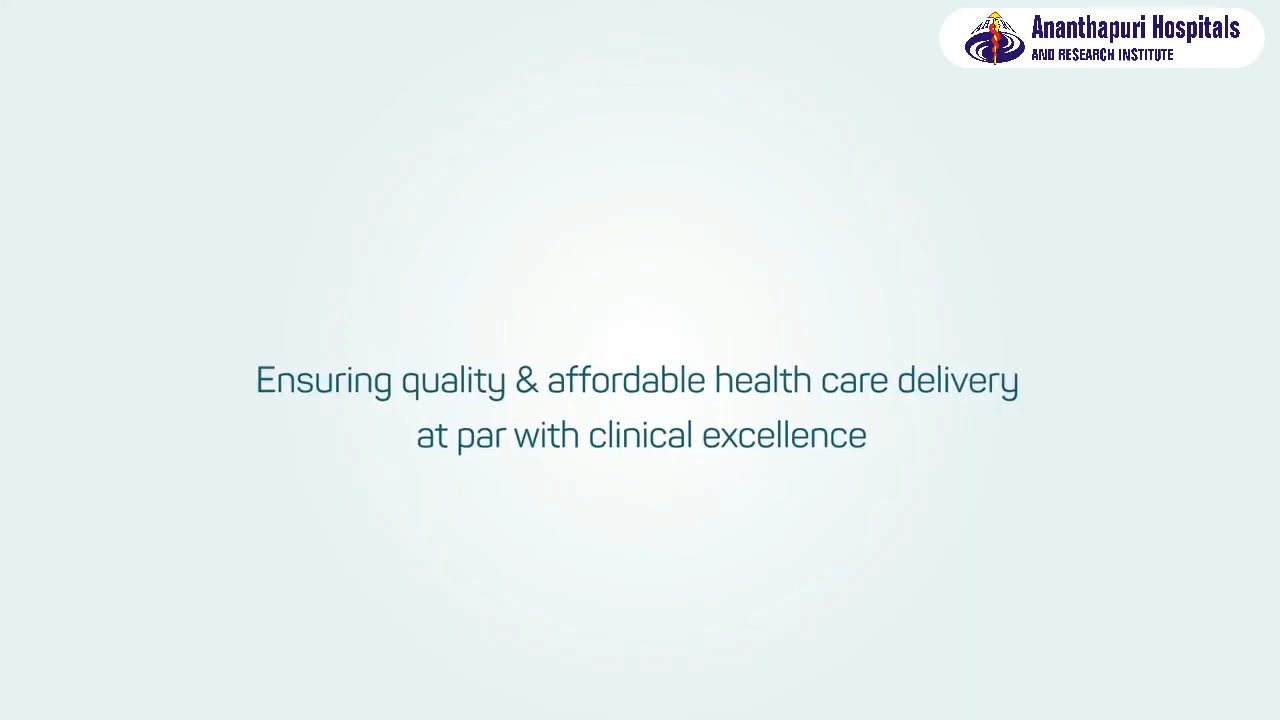 Ananthapuri Hospitals
AND RESEARCH INSTITUTE
Ensuring quality & affordable health care delivery
at par with clinical excellence